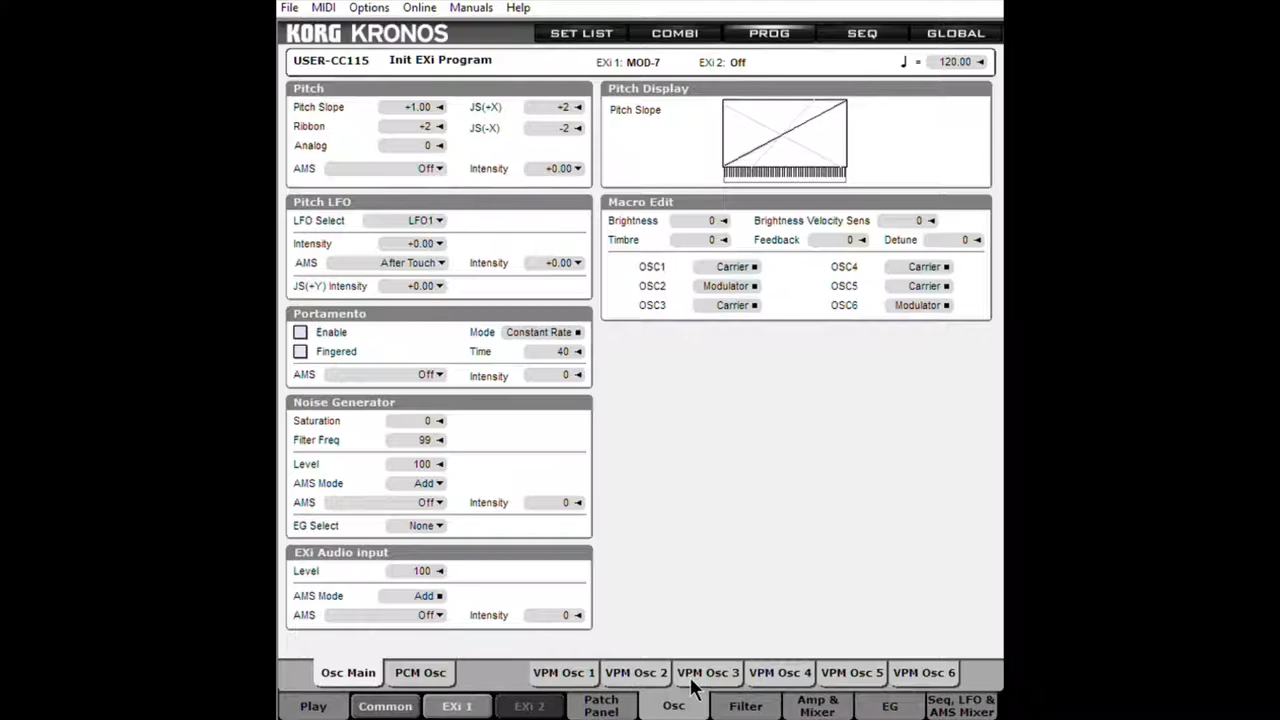 File MIDI Options Online Manuals Help
KORG KRONOS SET LIST COMBI PROG SEQ GLOBAL
USER-CC115 Init EXi Program EXi 1: MOD-7 EXi 2: Off ♩ = 120.00
Pitch
Pitch Slope +1.00 JS(+X) +2
Ribbon +2 JS(-X) -2
Analog 0
AMS Off Intensity +0.00
Pitch Display
Pitch Slope
Pitch LFO
LFO Select LFO1
Intensity +0.00
AMS After Touch Intensity +0.00
JS(+Y) Intensity +0.00
Macro Edit
Brightness 0 Brightness Velocity Sens 0
Timbre 0 Feedback 0 Detune 0
OSC1 Carrier OSC4 Carrier
OSC2 Modulator OSC5 Carrier
OSC3 Carrier OSC6 Modulator
Portamento
Enable Mode Constant Rate
Fingered Time 40
AMS Off Intensity 0
Noise Generator
Saturation 0
Filter Freq 99
Level 100
AMS Mode Add
AMS Off Intensity 0
EG Select None
EXi Audio input
Level 100
AMS Mode Add
AMS Off Intensity 0
Osc Main PCM Osc VPM Osc 1 VPM Osc 2 VPM Osc 3 VPM Osc 4 VPM Osc 5 VPM Osc 6
Play Common EXi 1 EXi 2 Patch Panel Osc Filter Amp & Mixer EG Seq, LFO & AMS Mixer